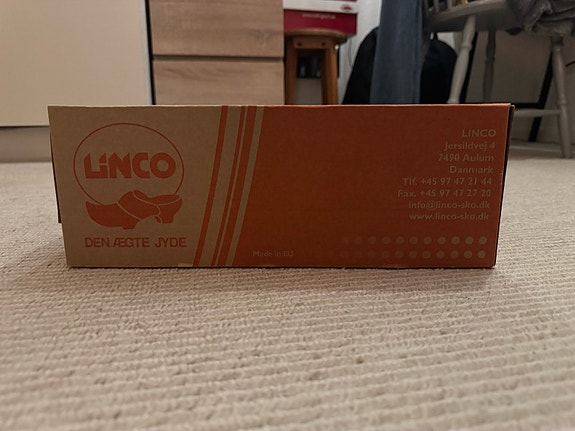 LINCO
DEN ÆGTE JYDE
Made in EU
LINCO
Jersildvej 4
7490 Aulum
Danmark
Tlf. +45 97 47 21 44
Fax. +45 97 47 27 20
info@linco-sko.dk
www.linco-sko.dk